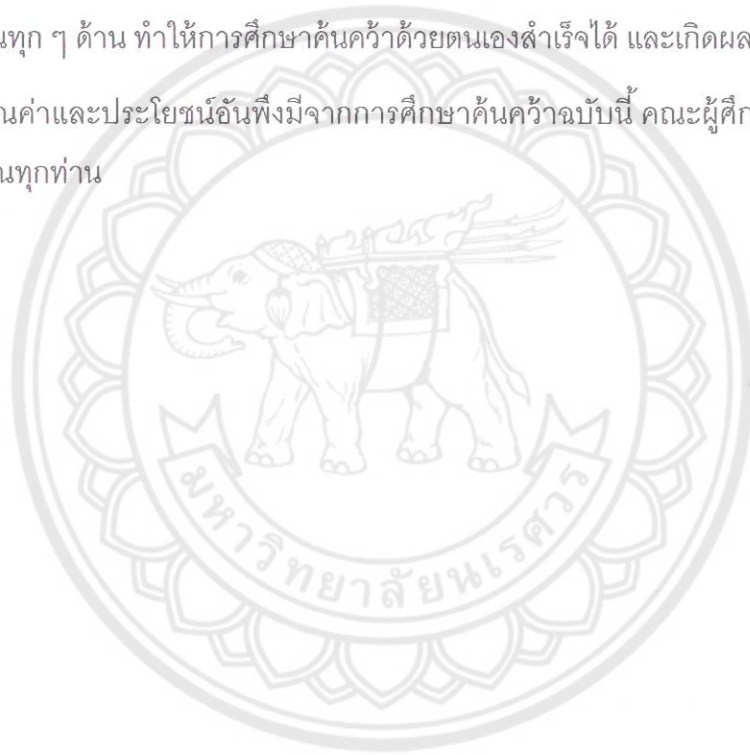 นทุก ๆ ด้าน ทำให้การศึกษาค้นคว้าด้วยตนเองสำเร็จได้ และเกิดผล
ณค่าและประโยชน์อันพึงมีจากการศึกษาค้นคว้าฉบับนี้ คณะผู้ศึก
นทุกท่าน
มหาวิทยาลัยนเรศวร